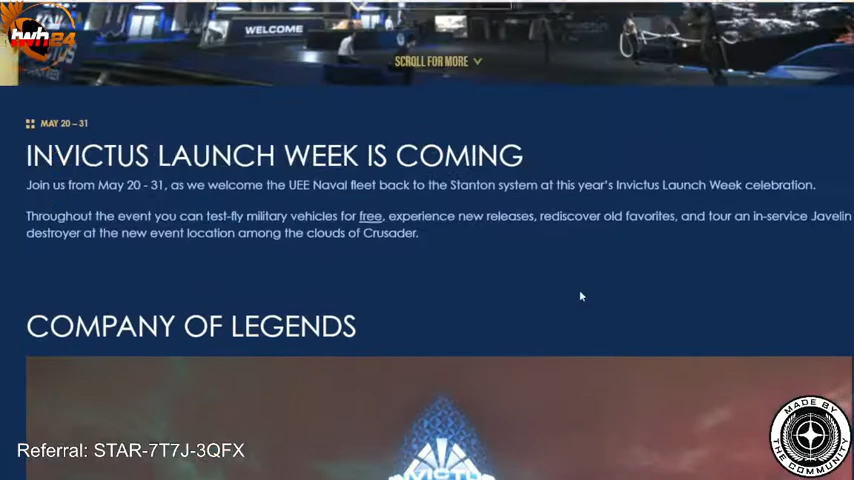 hwh24
WELCOME
SCROLL FOR MORE
MAY 20 – 31
INVICTUS LAUNCH WEEK IS COMING
Join us from May 20 - 31, as we welcome the UEE Naval fleet back to the Stanton system at this year's Invictus Launch Week celebration.
Throughout the event you can test-fly military vehicles for free, experience new releases, rediscover old favorites, and tour an in-service Javelin
destroyer at the new event location among the clouds of Crusader.
COMPANY OF LEGENDS
Referral: STAR-7T7J-3QFX
MADE BY
THE COMMUNITY